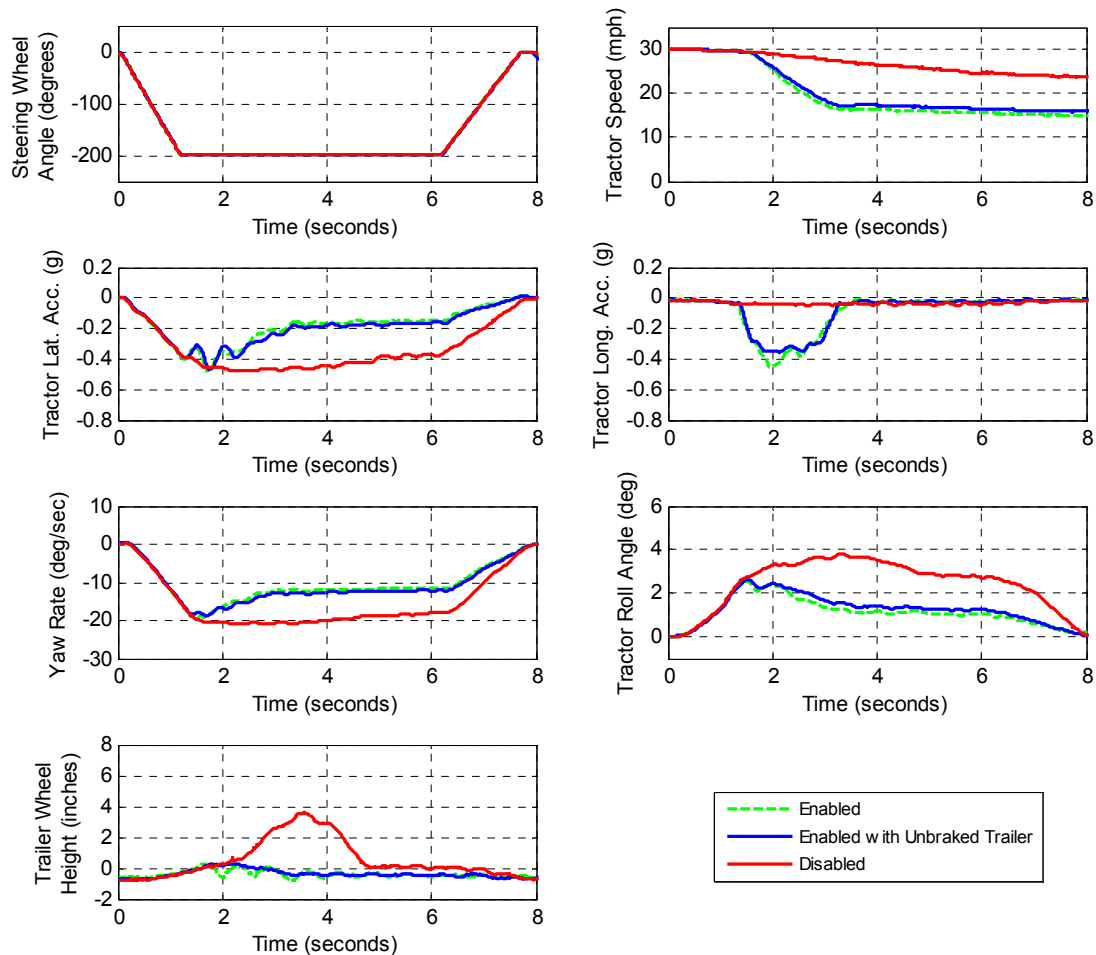 Steering Wheel
Angle (degrees)
0
-100
-200
0 2 4 6 8
Time (seconds)
Tractor Speed (mph)
30
20
10
0
0 2 4 6 8
Time (seconds)
Tractor Lat. Acc. (g)
0.2
0
-0.2
-0.4
-0.6
-0.8
0 2 4 6 8
Time (seconds)
Tractor Long. Acc. (g)
0.2
0
-0.2
-0.4
-0.6
-0.8
0 2 4 6 8
Time (seconds)
Yaw Rate (deg/sec)
10
0
-10
-20
-30
0 2 4 6 8
Time (seconds)
Tractor Roll Angle (deg)
6
4
2
0
0 2 4 6 8
Time (seconds)
Trailer Wheel
Height (inches)
8
6
4
2
0
-2
0 2 4 6 8
Time (seconds)
Enabled
Enabled with Unbraked Trailer
Disabled